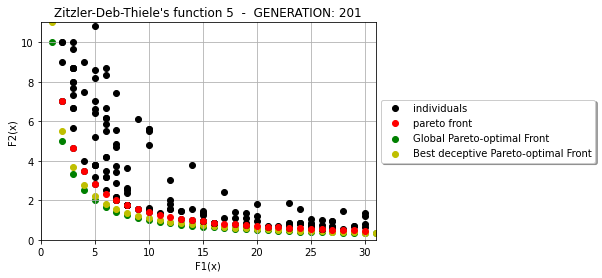 Zitzler-Deb-Thiele's function 5 - GENERATION: 201
10
8
6
4
2
0
F2(x)
0 5 10 15 20 25 30
F1(x)
individuals
pareto front
Global Pareto-optimal Front
Best deceptive Pareto-optimal Front